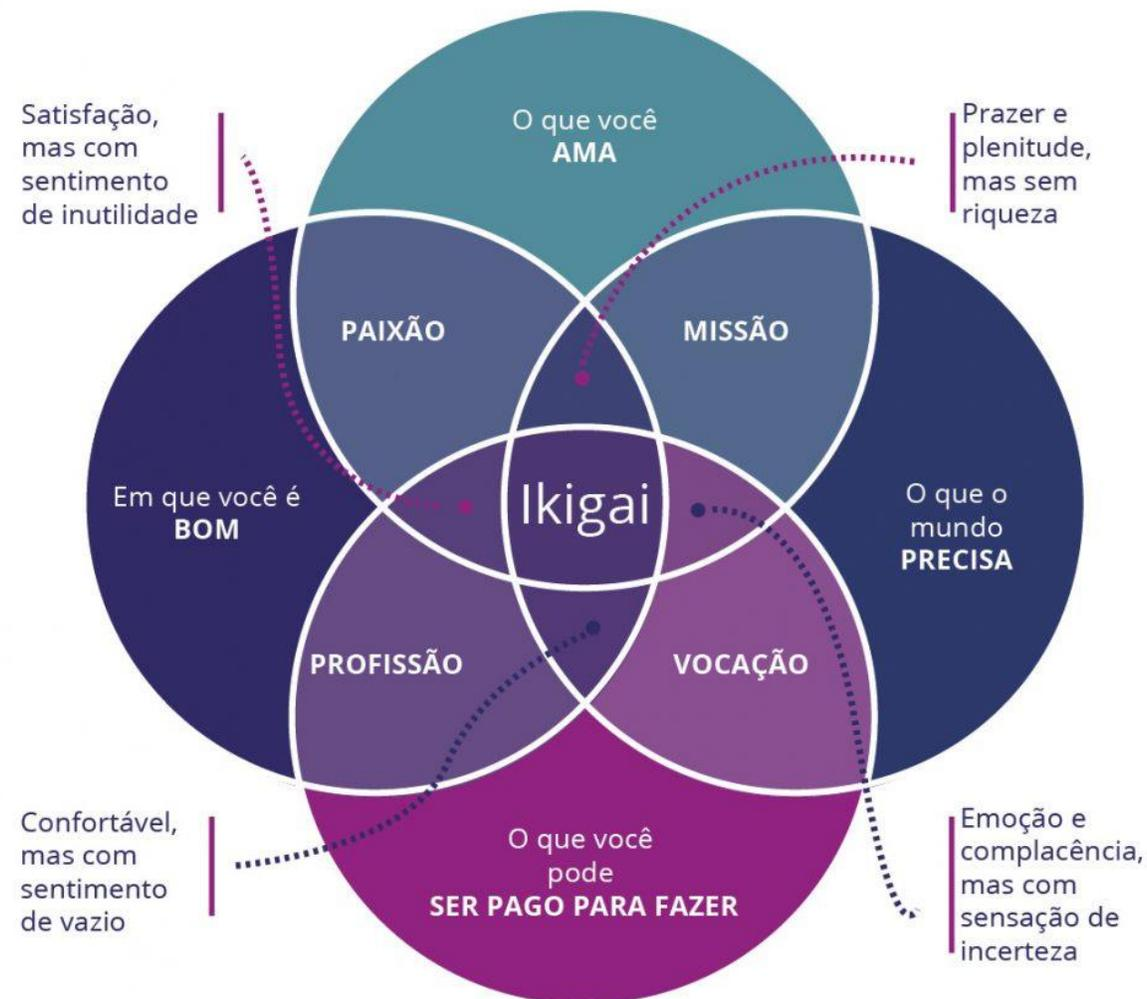 O que você
AMA
Satisfação,
mas com
sentimento
de inutilidade
Prazer e
plenitude,
mas sem
riqueza
PAIXÃO
MISSÃO
Em que você é
BOM
Ikigai
O que o
mundo
PRECISA
PROFISSÃO
VOCAÇÃO
Confortável,
mas com
sentimento
de vazio
O que você
pode
SER PAGO PARA FAZER
Emoção e
complacência,
mas com
sensação de
incerteza